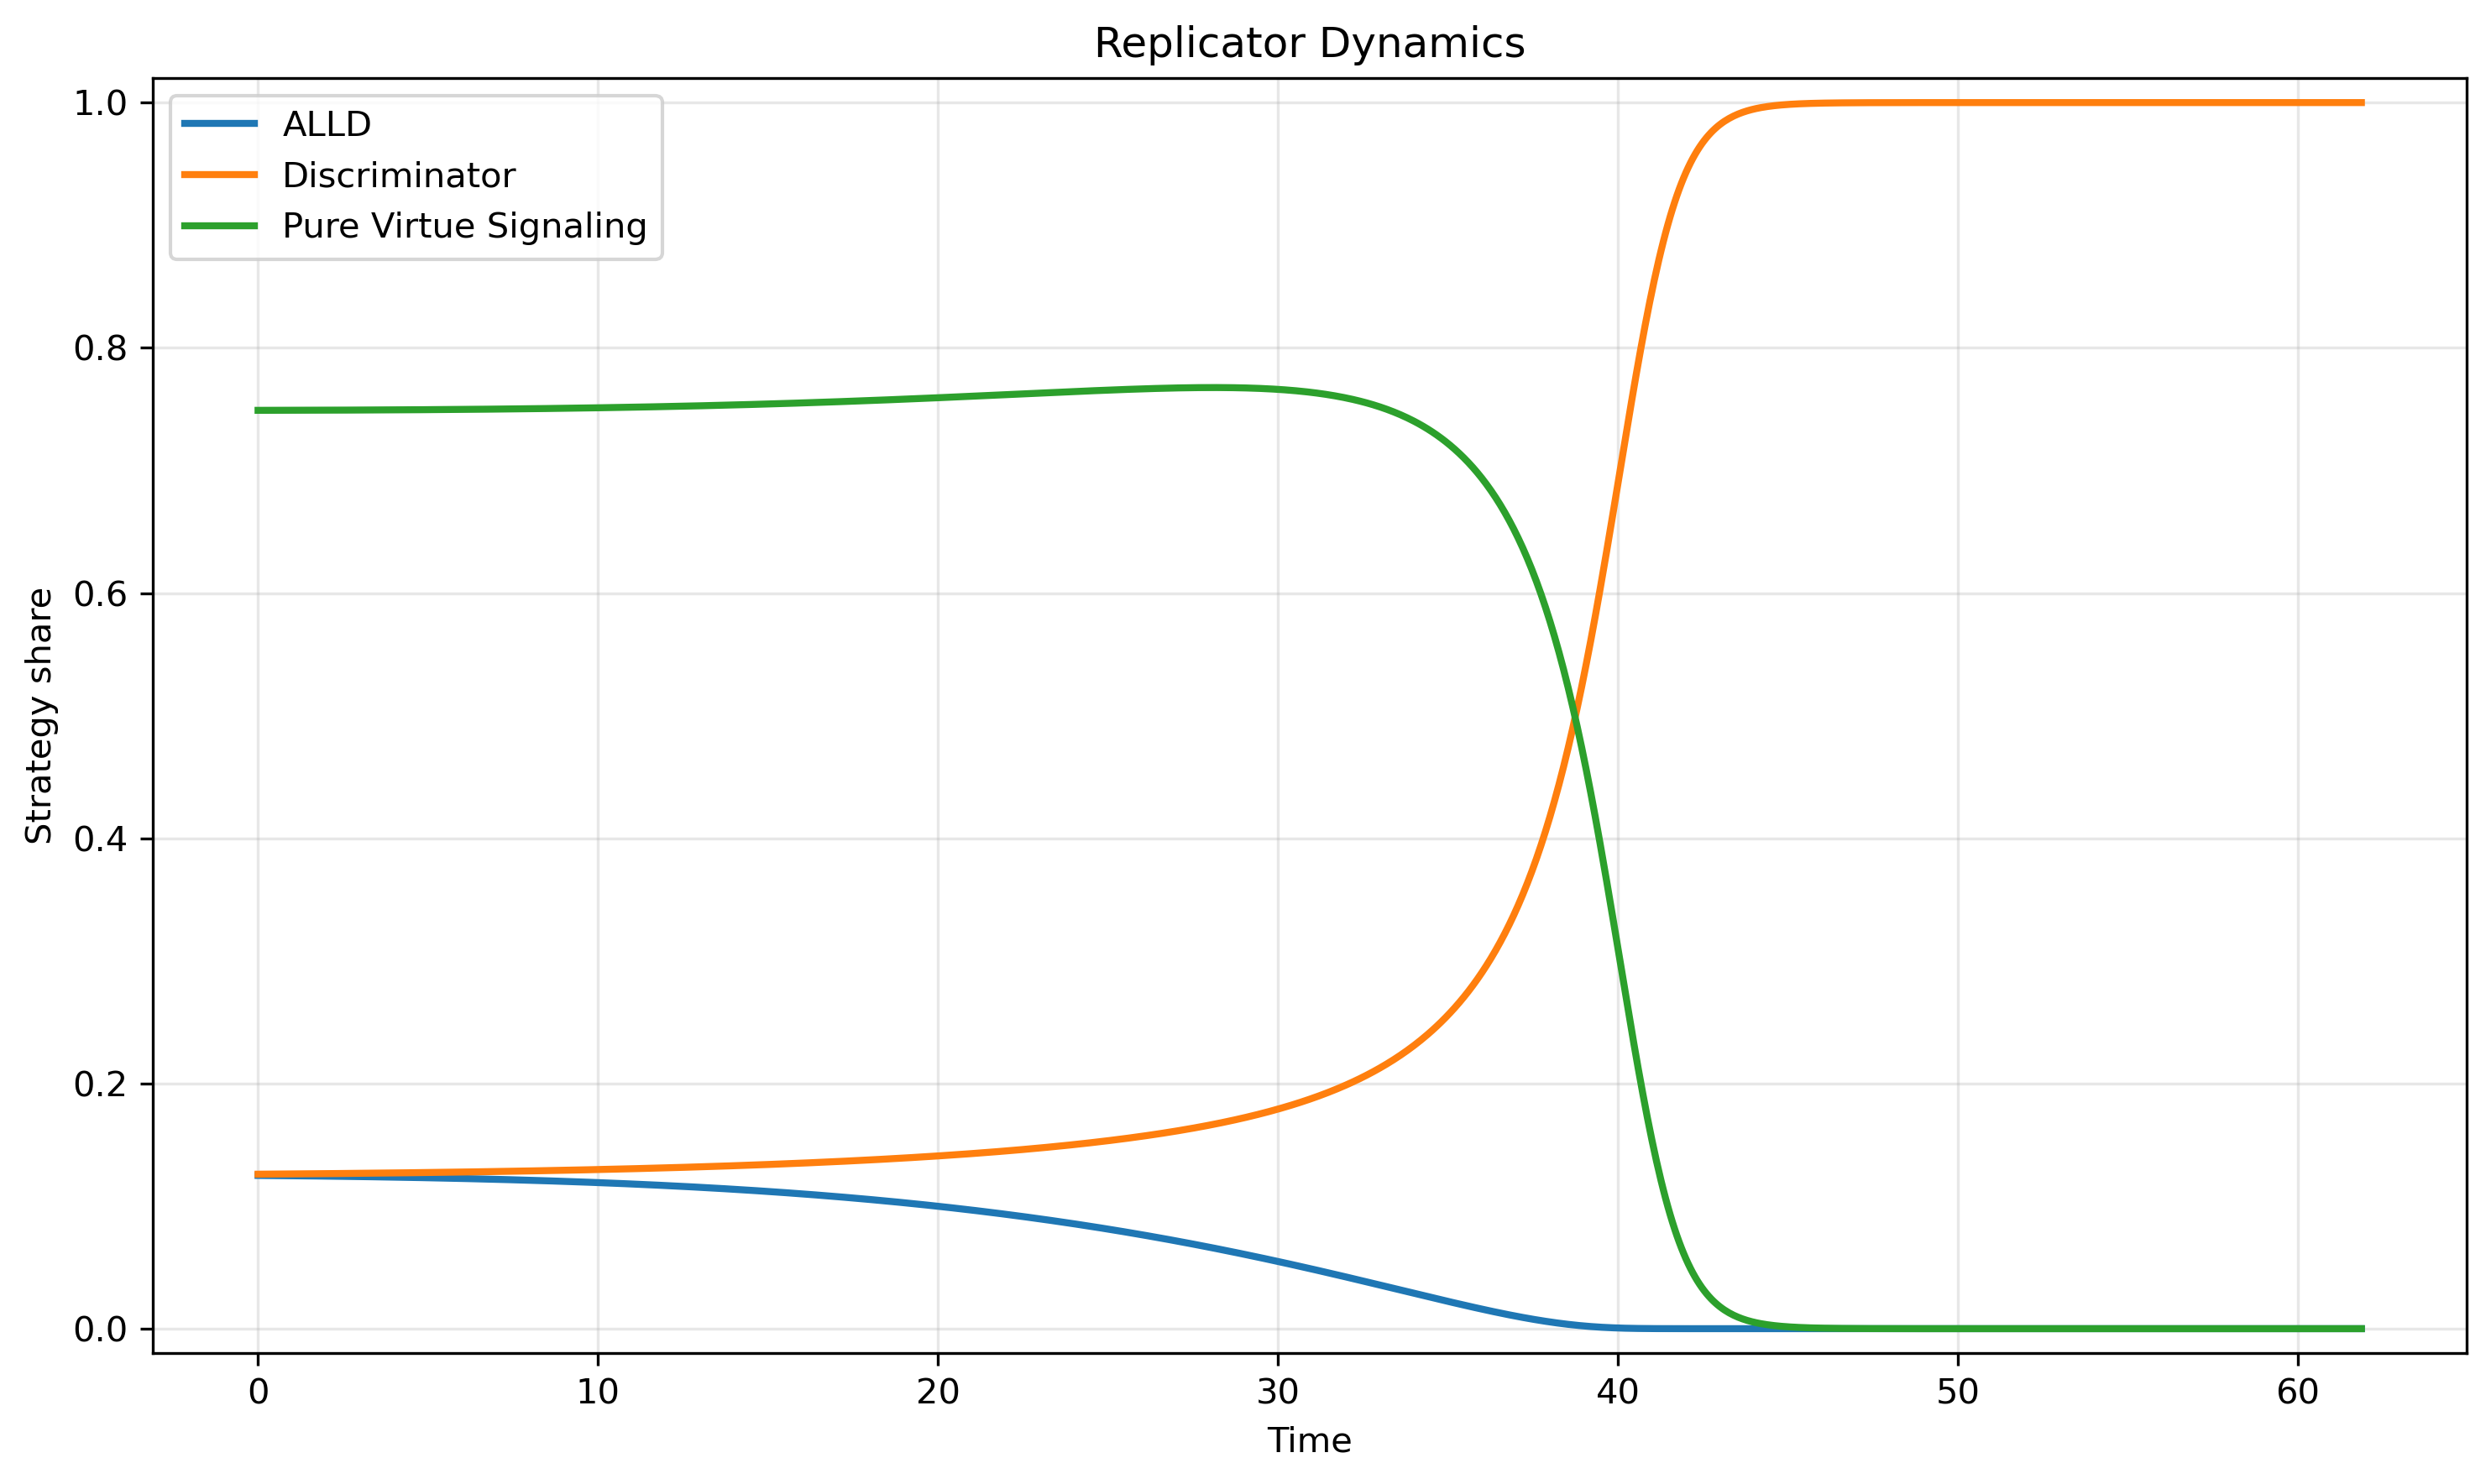 Replicator Dynamics
ALLD
Discriminator
Pure Virtue Signaling
Strategy share
1.0
0.8
0.6
0.4
0.2
0.0
0 10 20 30 40 50 60
Time